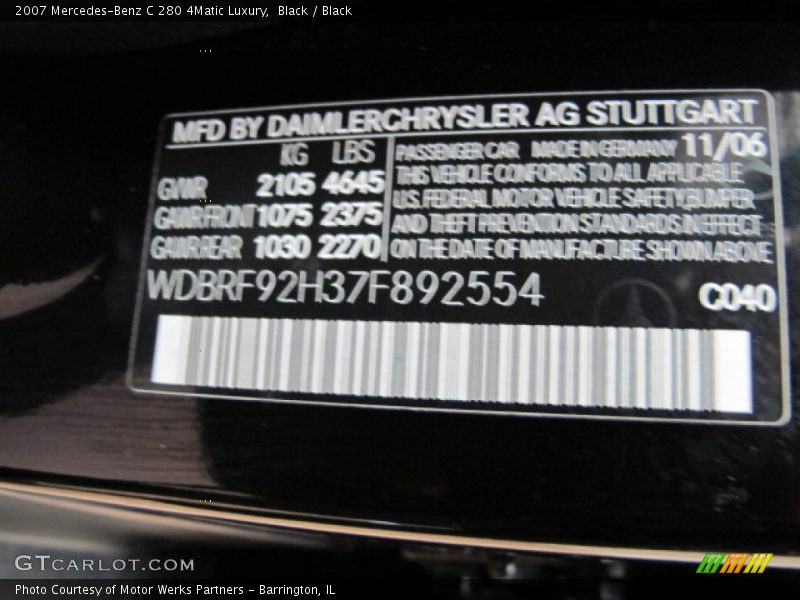 2007 Mercedes-Benz C 280 4Matic Luxury,  Black / Black
MFD BY DAIMLERCHRYSLER AG STUTTGART
KG LBS
GVWR 2105 4645
GAWR FRONT 1075 2375
GAWR REAR 1030 2270
PASSENGER CAR MADE IN GERMANY 11/06
THIS VEHICLE CONFORMS TO ALL APPLICABLE
U.S. FEDERAL MOTOR VEHICLE SAFETY, BUMPER
AND THEFT PREVENTION STANDARDS IN EFFECT
ON THE DATE OF MANUFACTURE SHOWN ABOVE
WDBRF92H37F892554
C040
GTCARLOT.COM
Photo Courtesy of Motor Werks Partners - Barrington, IL